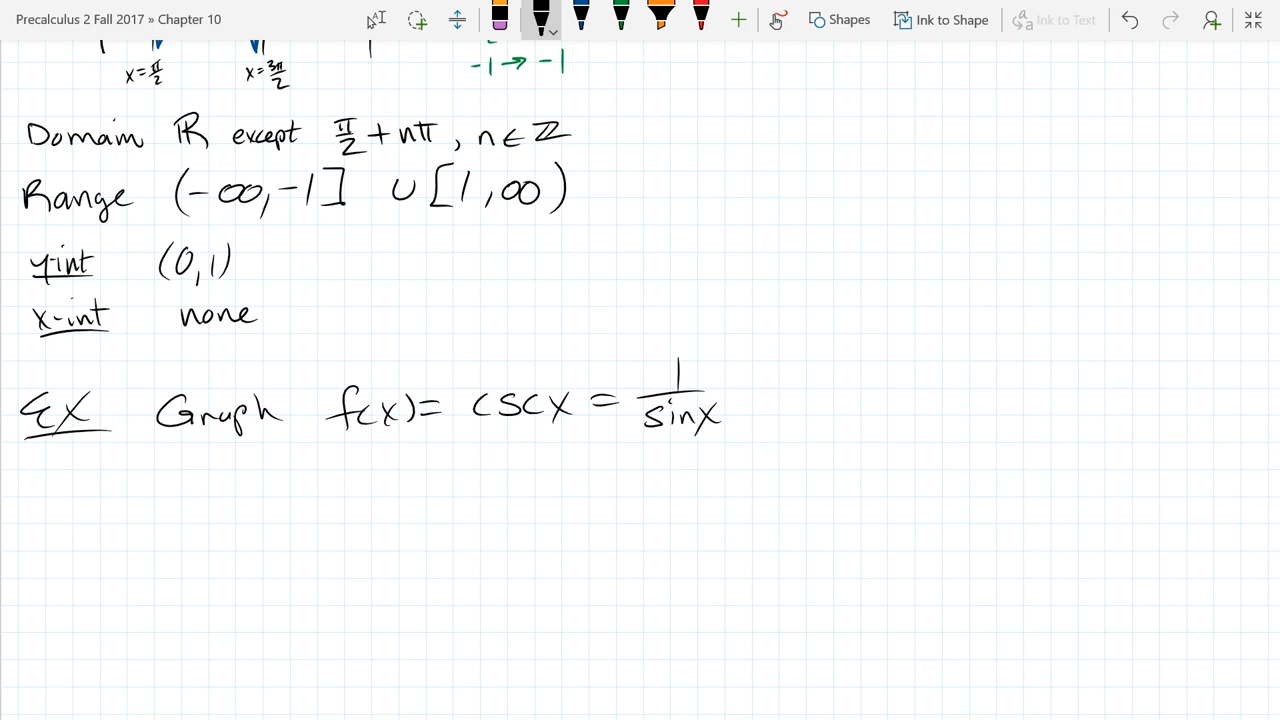 Precalculus 2 Fall 2017 » Chapter 10
Shapes
Ink to Shape
Ink to Text
x = π/2
x = 3π/2
-1 → -1
Domain ℝ except π/2 + nπ, n ∈ ℤ
Range (-∞, -1] ∪ [1, ∞)
y-int (0, 1)
x-int none
EX Graph f(x) = csc x = 1/sin x